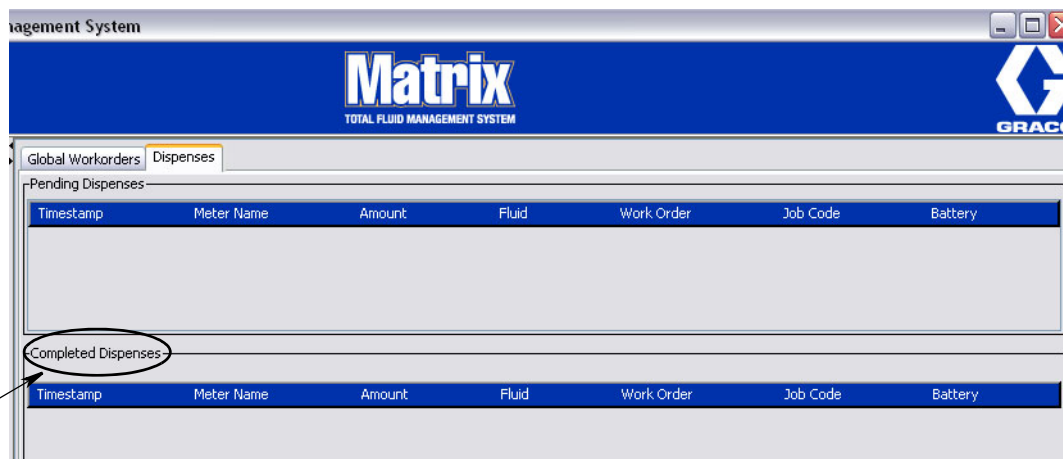 nagement System
Matrix
TOTAL FLUID MANAGEMENT SYSTEM
GRACO
Global Workorders Dispenses
Pending Dispenses
Timestamp Meter Name Amount Fluid Work Order Job Code Battery
Completed Dispenses
Timestamp Meter Name Amount Fluid Work Order Job Code Battery